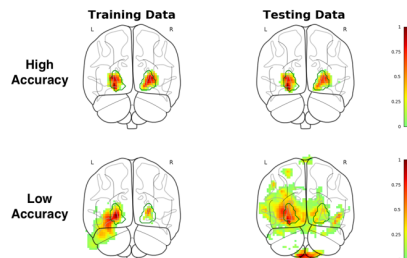 Training Data
Testing Data
L
R
L
R
High
Accuracy
1
0.75
0.5
0.25
0
L
R
L
R
Low
Accuracy
1
0.75
0.5
0.25